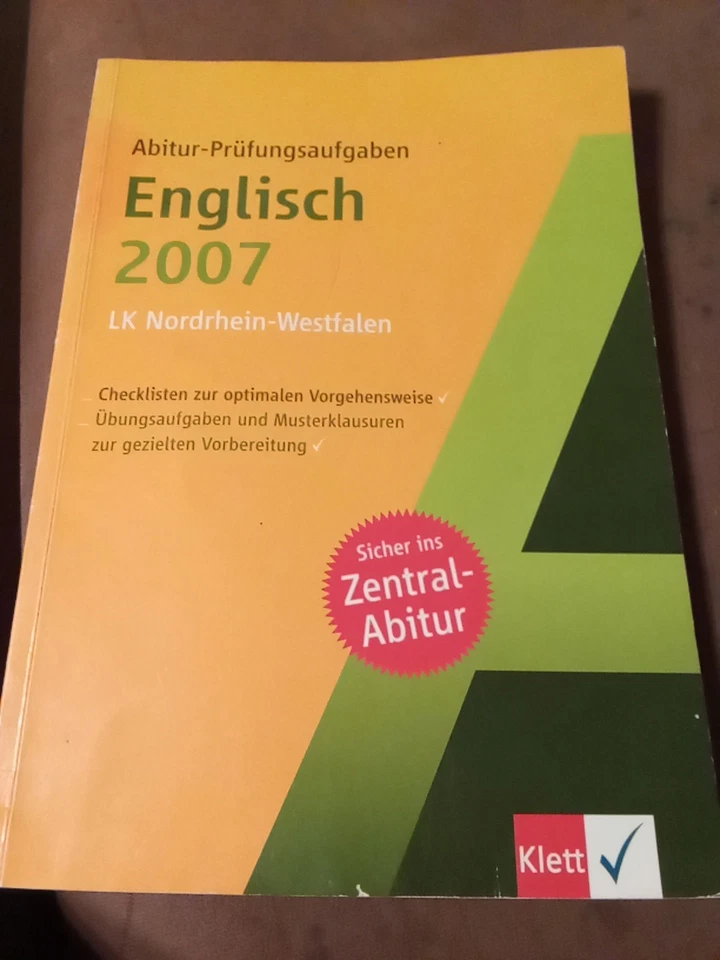 Abitur-Prüfungsaufgaben
Englisch
2007
LK Nordrhein-Westfalen
Checklisten zur optimalen Vorgehensweise ✓
Übungsaufgaben und Musterklausuren
zur gezielten Vorbereitung ✓
Sicher ins
Zentral-
Abitur
Klett